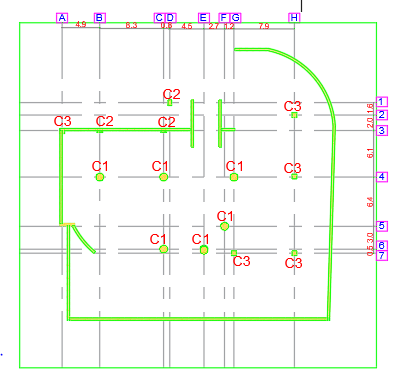 A B C D E F G H
4.9 8.3 0.8 4.5 2.7 1.2 7.9
C2 1
1.6
C3 2
2.0
C3 C2 C2 3
6.1
C1 C1 C1 C3 4
6.4
C1 5
3.0
C1 C1 6
0.5
C3 C3 7